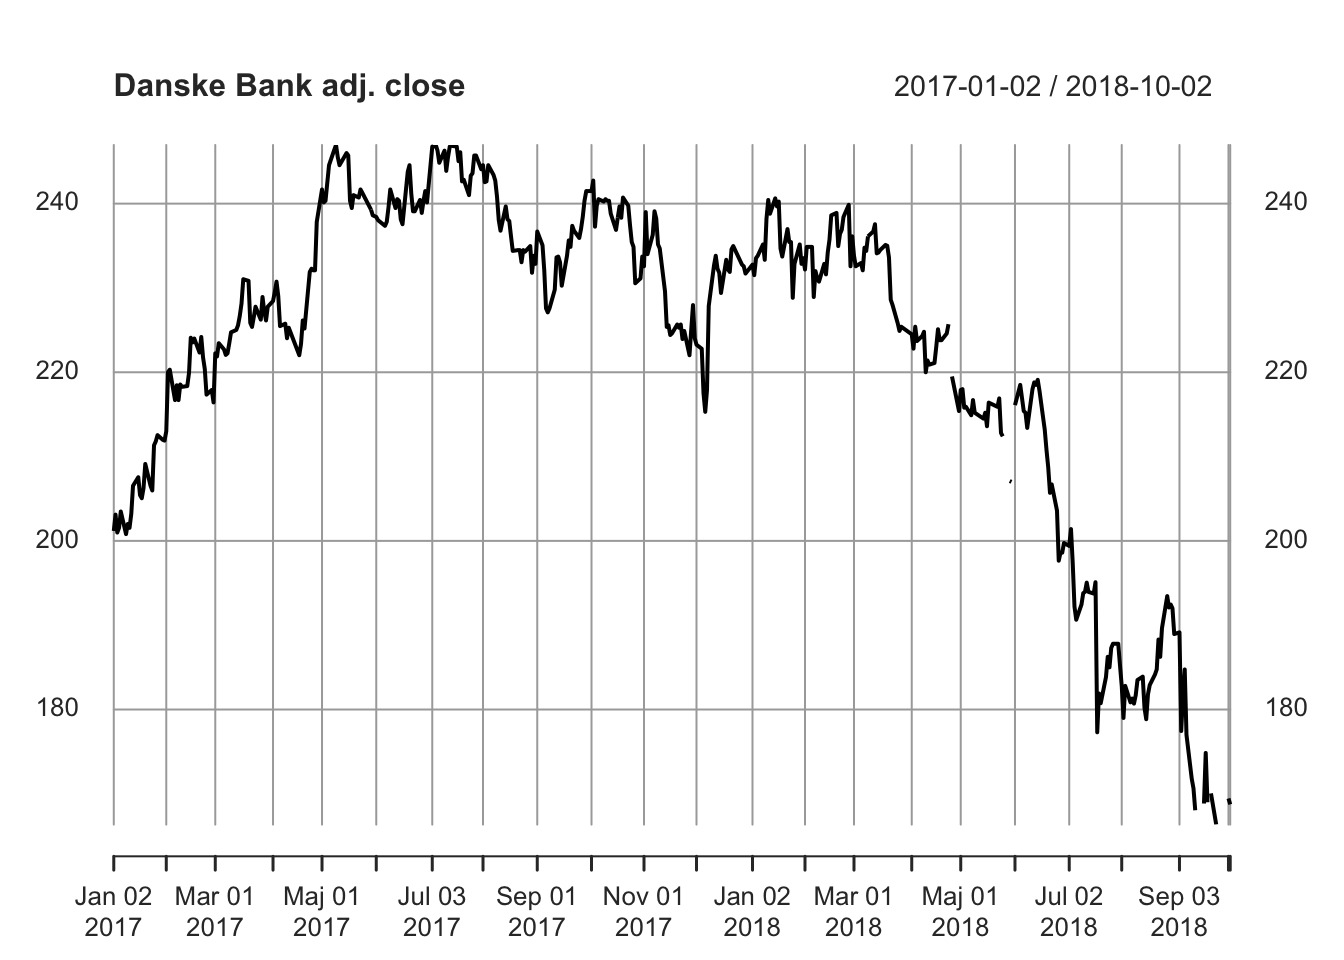 Danske Bank adj. close 2017-01-02 / 2018-10-02
240 240
220 220
200 200
180 180
Jan 02 Mar 01 Maj 01 Jul 03 Sep 01 Nov 01 Jan 02 Mar 01 Maj 01 Jul 02 Sep 03
2017 2017 2017 2017 2017 2017 2018 2018 2018 2018 2018